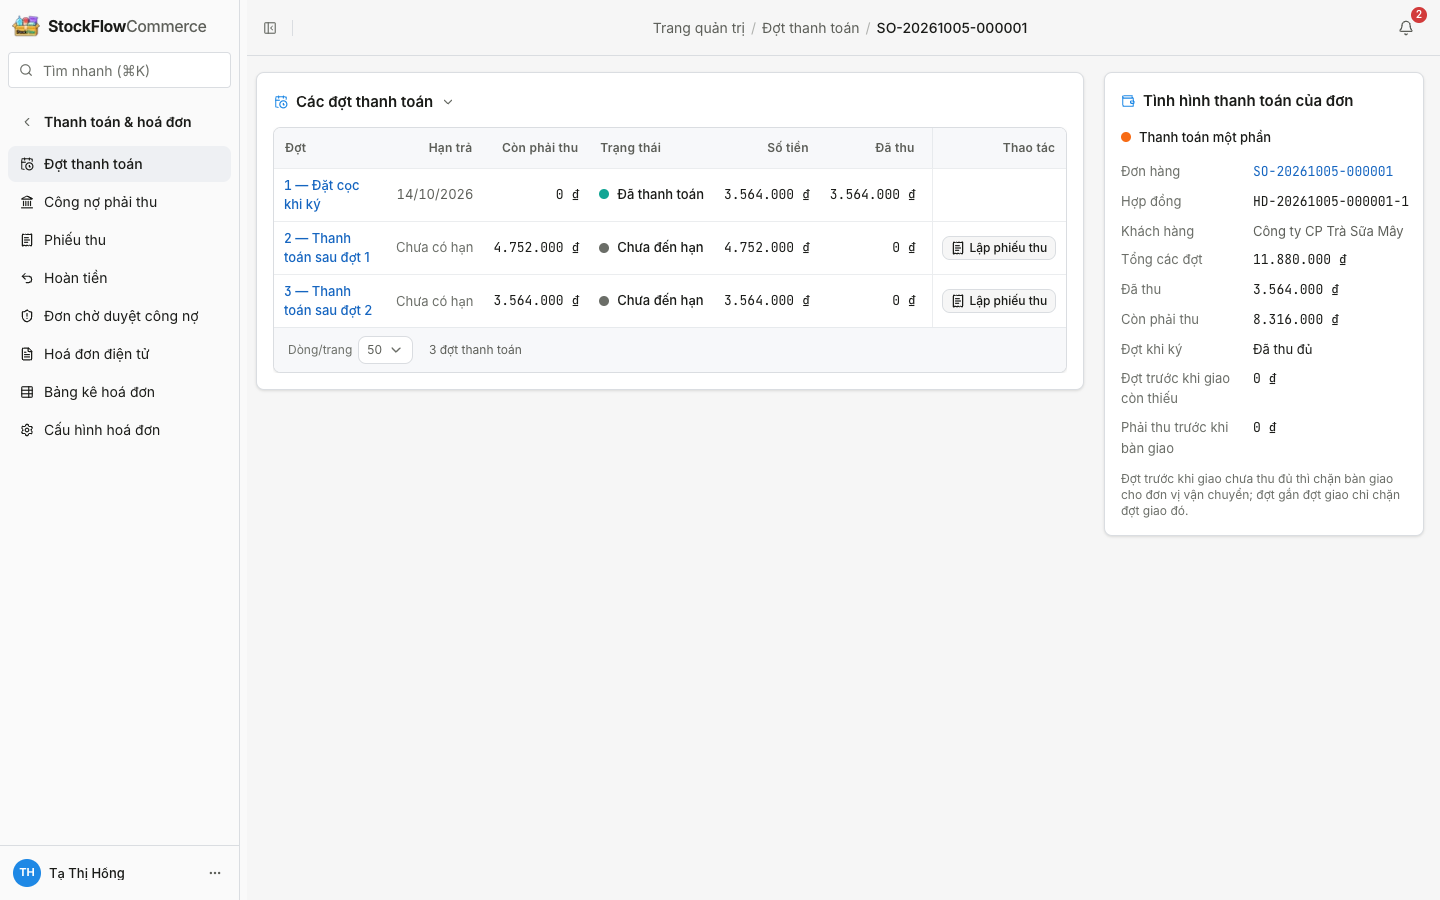 StockFlowCommerce
Tìm nhanh (⌘K)
Thanh toán & hoá đơn
Đợt thanh toán
Công nợ phải thu
Phiếu thu
Hoàn tiền
Đơn chờ duyệt công nợ
Hoá đơn điện tử
Bảng kê hoá đơn
Cấu hình hoá đơn
TH Tạ Thị Hồng
Trang quản trị / Đợt thanh toán / SO-20261005-000001
2
Các đợt thanh toán
Đợt Hạn trả Còn phải thu Trạng thái Số tiền Đã thu Thao tác
1 — Đặt cọc khi ký 14/10/2026 0 ₫ Đã thanh toán 3.564.000 ₫ 3.564.000 ₫
2 — Thanh toán sau đợt 1 Chưa có hạn 4.752.000 ₫ Chưa đến hạn 4.752.000 ₫ 0 ₫ Lập phiếu thu
3 — Thanh toán sau đợt 2 Chưa có hạn 3.564.000 ₫ Chưa đến hạn 3.564.000 ₫ 0 ₫ Lập phiếu thu
Dòng/trang 50 3 đợt thanh toán
Tình hình thanh toán của đơn
Thanh toán một phần
Đơn hàng SO-20261005-000001
Hợp đồng HD-20261005-000001-1
Khách hàng Công ty CP Trà Sữa Mây
Tổng các đợt 11.880.000 ₫
Đã thu 3.564.000 ₫
Còn phải thu 8.316.000 ₫
Đợt khi ký Đã thu đủ
Đợt trước khi giao còn thiếu 0 ₫
Phải thu trước khi bàn giao 0 ₫
Đợt trước khi giao chưa thu đủ thì chặn bàn giao
cho đơn vị vận chuyển; đợt gắn đợt giao chỉ chặn
đợt giao đó.